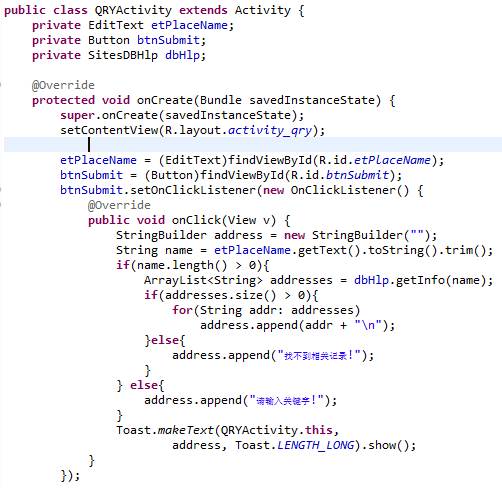 public class QRYActivity extends Activity {
    private EditText etPlaceName;
    private Button btnSubmit;
    private SitesDBHlp dbHlp;

    @Override
    protected void onCreate(Bundle savedInstanceState) {
        super.onCreate(savedInstanceState);
        setContentView(R.layout.activity_qry);

        etPlaceName = (EditText)findViewById(R.id.etPlaceName);
        btnSubmit = (Button)findViewById(R.id.btnSubmit);
        btnSubmit.setOnClickListener(new OnClickListener() {
            @Override
            public void onClick(View v) {
                StringBuilder address = new StringBuilder("");
                String name = etPlaceName.getText().toString().trim();
                if(name.length() > 0){
                    ArrayList<String> addresses = dbHlp.getInfo(name);
                    if(addresses.size() > 0){
                        for(String addr: addresses)
                            address.append(addr + "\n");
                    }else{
                        address.append("找不到相关记录!");
                    }
                } else{
                    address.append("请输入关键字!");
                }
                Toast.makeText(QRYActivity.this,
                        address, Toast.LENGTH_LONG).show();
            }
        });